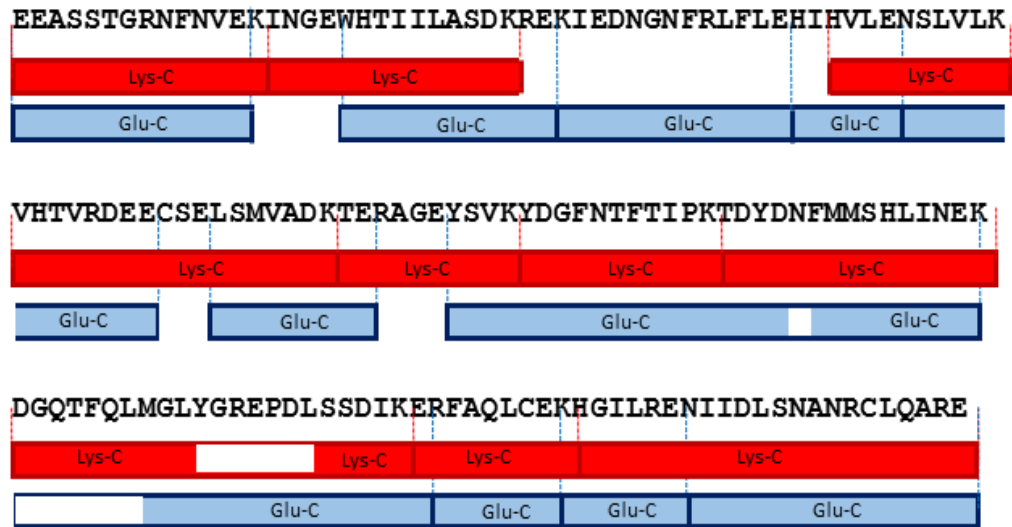 EEASSTGRNFNVEKINGEWHTIILASDKREKIEDNGNFRLFLEHIHVLENSLVLK
Lys-C Lys-C Lys-C
Glu-C Glu-C Glu-C Glu-C
VHTVRDEECSELSMVADKTERAGEYSVKYDGFNTFTIPKTDYDNFMMSHLINEK
Lys-C Lys-C Lys-C Lys-C
Glu-C Glu-C Glu-C Glu-C
DGQTFQLMGLYGREPDLSSDIKERFAQLCEKHGILRENIIDLSNANRCLQARE
Lys-C Lys-C Lys-C Lys-C
Glu-C Glu-C Glu-C Glu-C